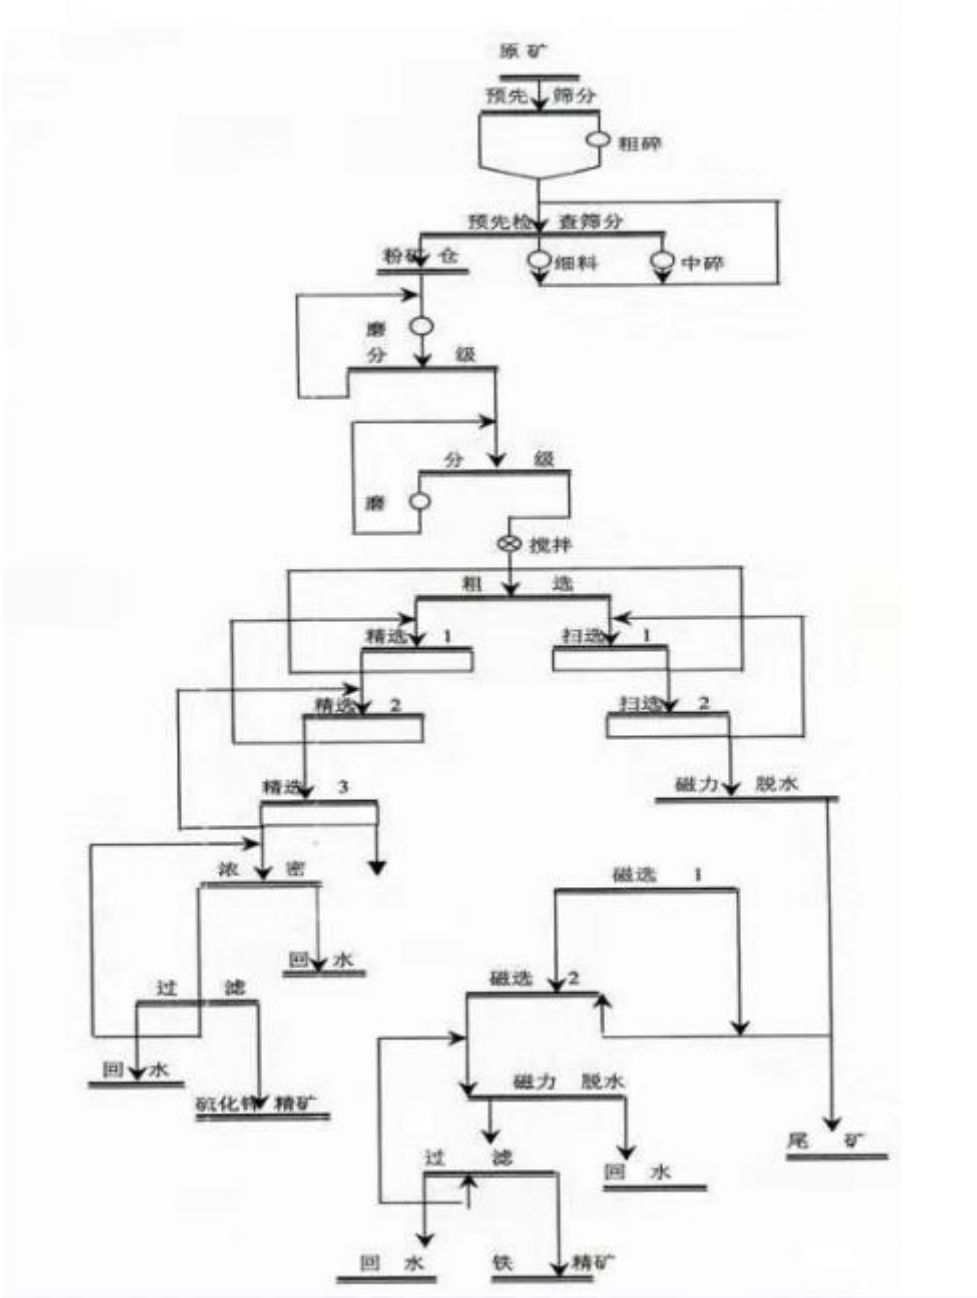 原 矿
预先 筛分
粗碎
预先检 查筛分
粉矿 仓
细料
中碎
磨
分 级
分 级
磨
搅拌
粗 选
精选 1
扫选 1
精选 2
扫选 2
精选 3
磁力 脱水
浓 密
磁选 1
回 水
磁选 2
过 滤
回 水
磁力 脱水
硫化锌 精矿
尾 矿
过 滤
回 水
回 水
铁 精矿